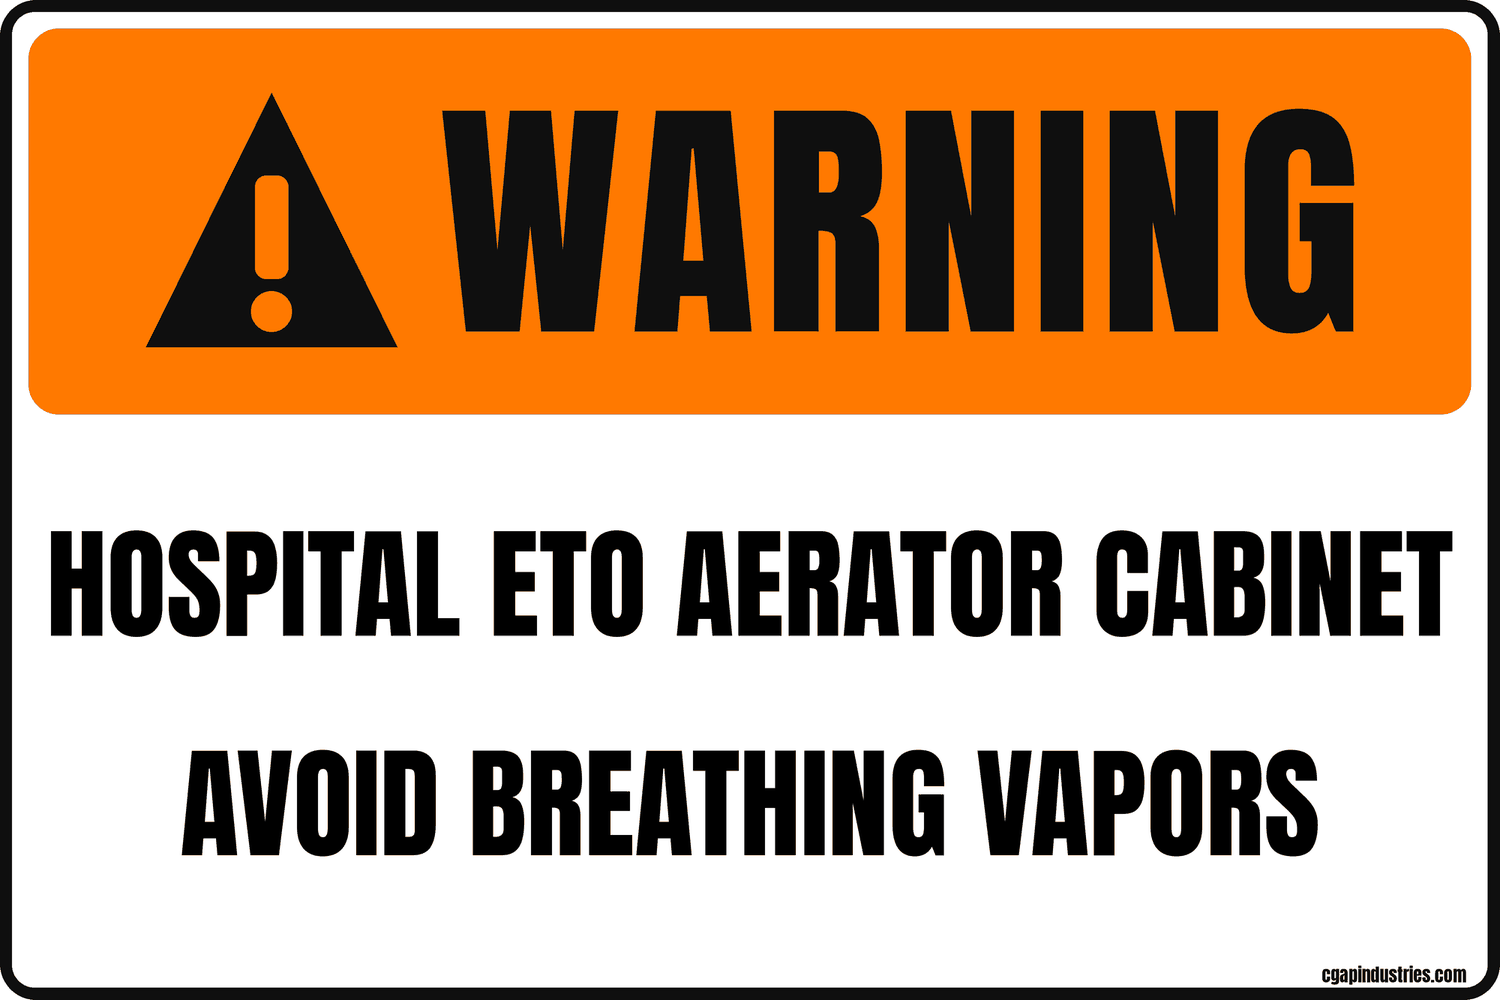 WARNING
HOSPITAL ETO AERATOR CABINET
AVOID BREATHING VAPORS
cgapindustries.com